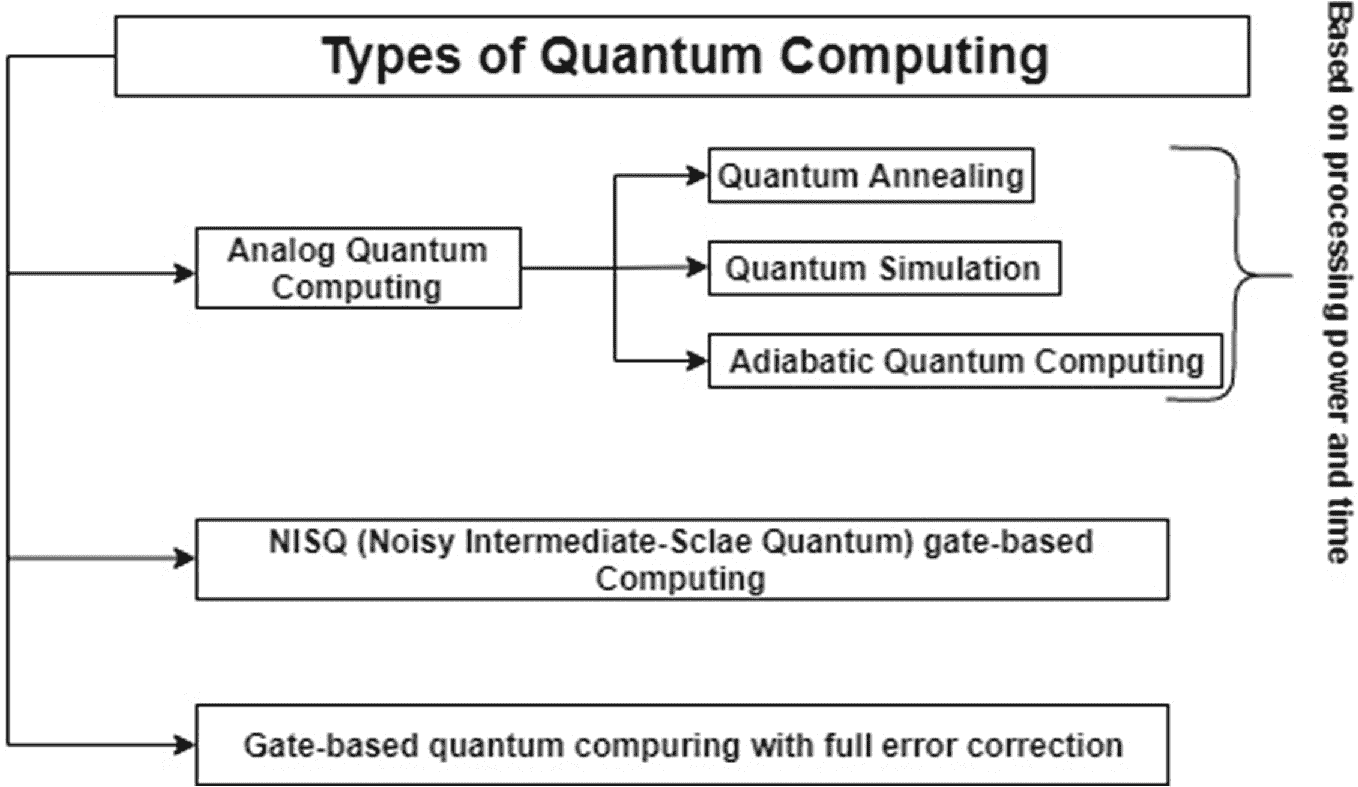 Types of Quantum Computing
Based on processing power and time
Quantum Annealing
Analog Quantum
Computing
Quantum Simulation
Adiabatic Quantum Computing
NISQ (Noisy Intermediate-Sclae Quantum) gate-based
Computing
Gate-based quantum compuring with full error correction